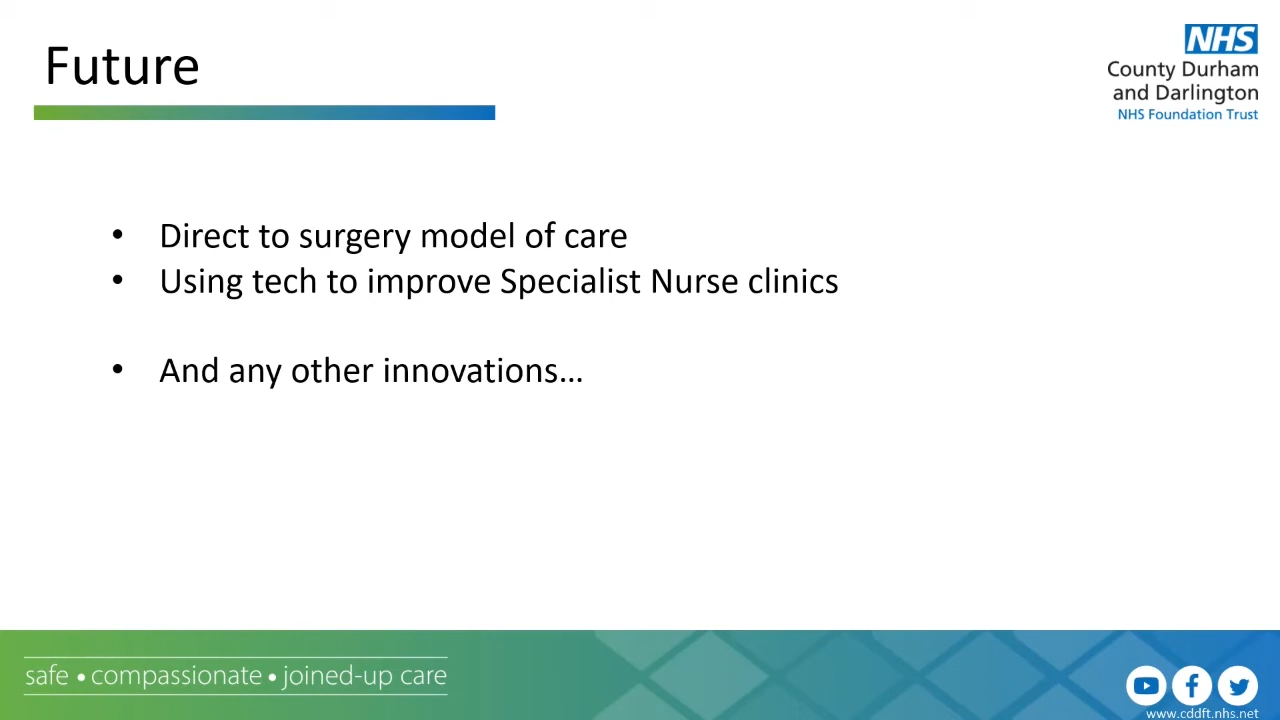 Future
NHS
County Durham
and Darlington
NHS Foundation Trust
• Direct to surgery model of care
• Using tech to improve Specialist Nurse clinics
• And any other innovations…
safe • compassionate • joined-up care
www.cddft.nhs.net